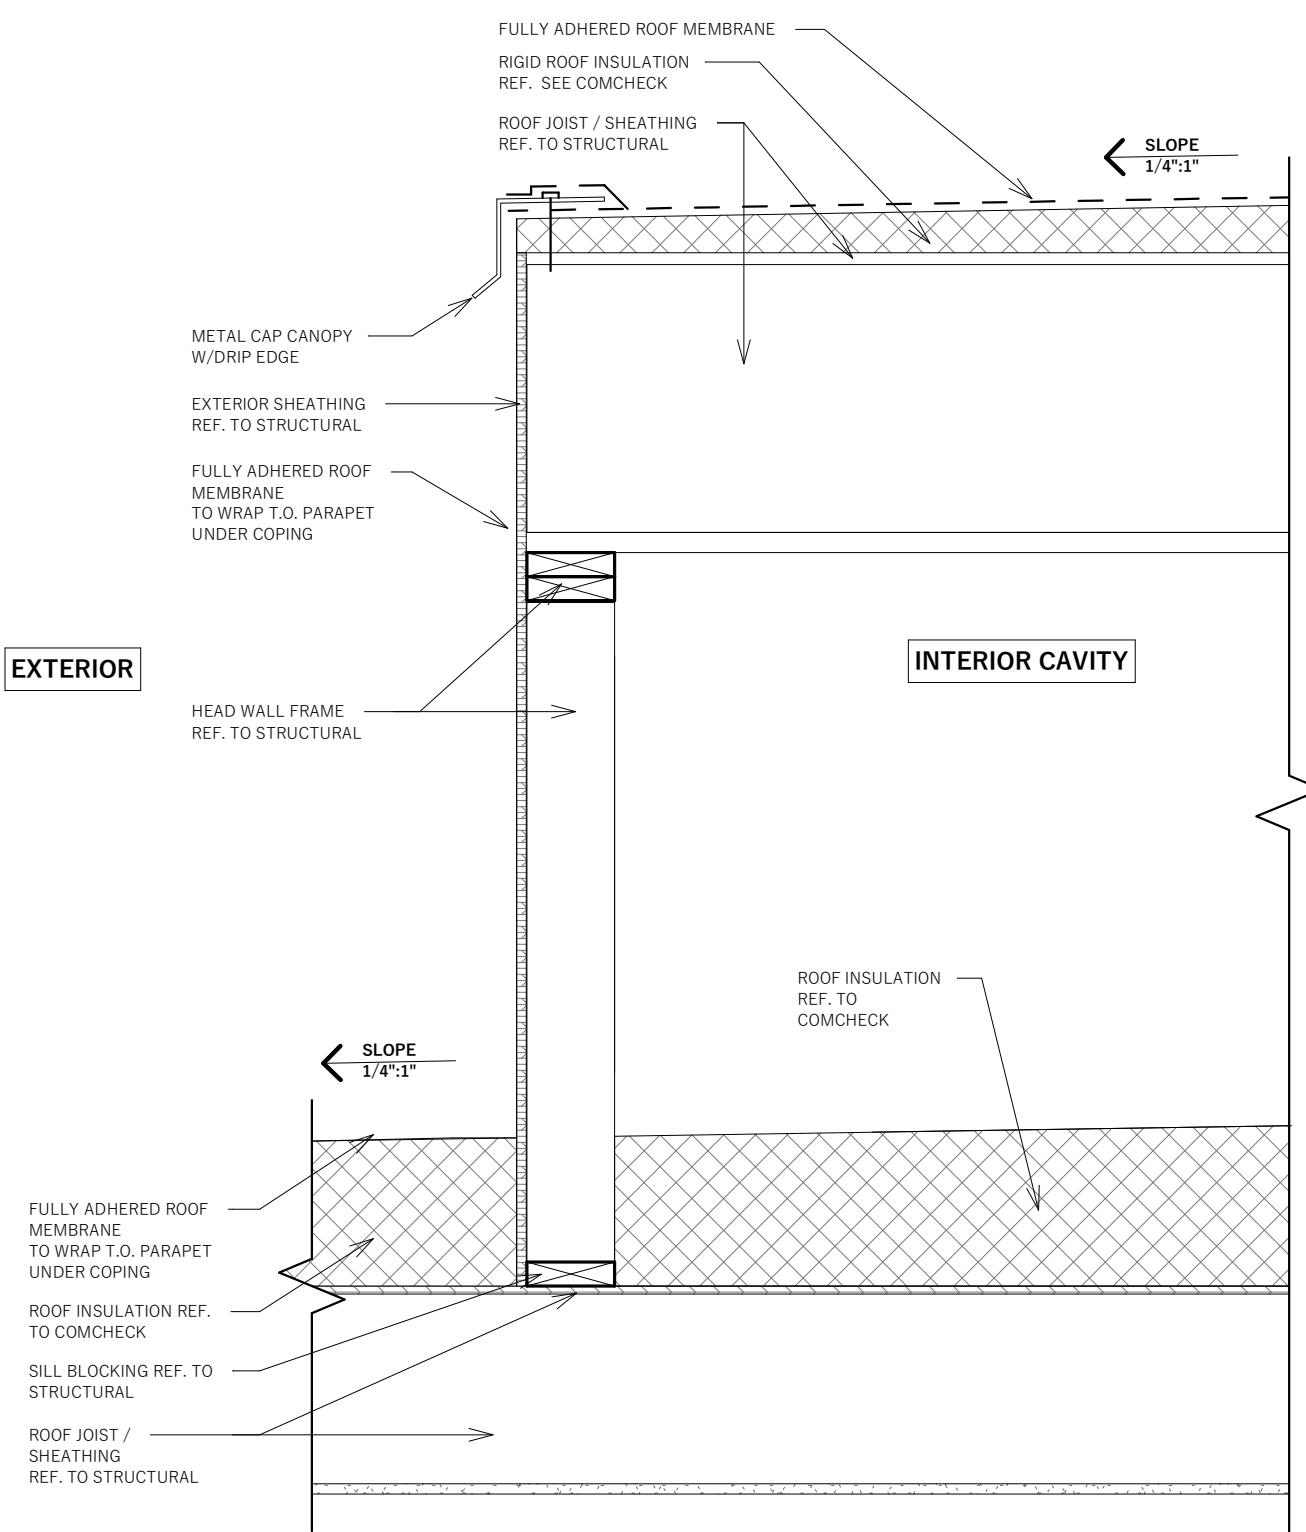 FULLY ADHERED ROOF MEMBRANE
RIGID ROOF INSULATION
REF. SEE COMCHECK
ROOF JOIST / SHEATHING
REF. TO STRUCTURAL
SLOPE
1/4":1"
METAL CAP CANOPY
W/DRIP EDGE
EXTERIOR SHEATHING
REF. TO STRUCTURAL
FULLY ADHERED ROOF
MEMBRANE
TO WRAP T.O. PARAPET
UNDER COPING
EXTERIOR
INTERIOR CAVITY
HEAD WALL FRAME
REF. TO STRUCTURAL
ROOF INSULATION
REF. TO
COMCHECK
SLOPE
1/4":1"
FULLY ADHERED ROOF
MEMBRANE
TO WRAP T.O. PARAPET
UNDER COPING
ROOF INSULATION REF.
TO COMCHECK
SILL BLOCKING REF. TO
STRUCTURAL
ROOF JOIST /
SHEATHING
REF. TO STRUCTURAL